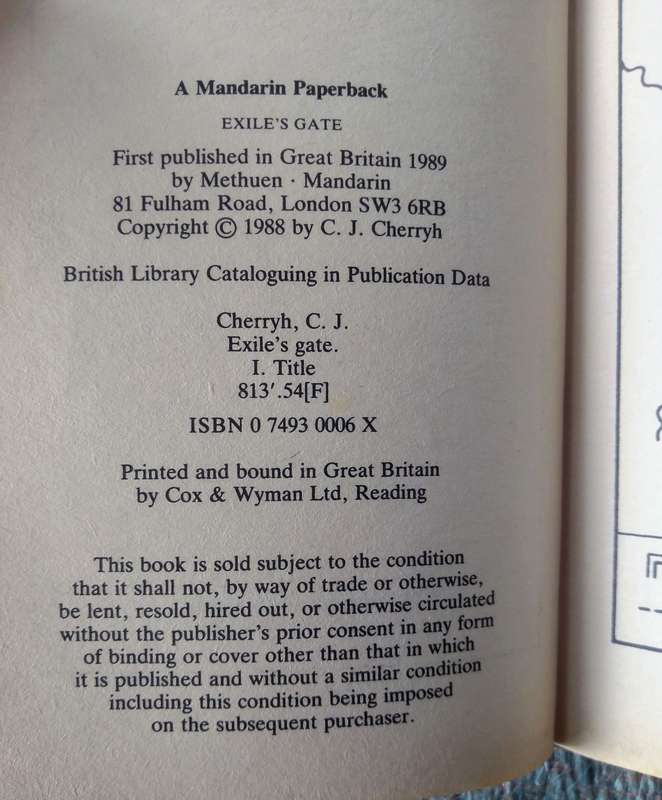 A Mandarin Paperback
EXILE'S GATE
First published in Great Britain 1989
by Methuen · Mandarin
81 Fulham Road, London SW3 6RB
Copyright © 1988 by C. J. Cherryh
British Library Cataloguing in Publication Data
Cherryh, C. J.
Exile's gate.
I. Title
813′.54[F]
ISBN 0 7493 0006 X
Printed and bound in Great Britain
by Cox & Wyman Ltd, Reading
This book is sold subject to the condition
that it shall not, by way of trade or otherwise,
be lent, resold, hired out, or otherwise circulated
without the publisher's prior consent in any form
of binding or cover other than that in which
it is published and without a similar condition
including this condition being imposed
on the subsequent purchaser.